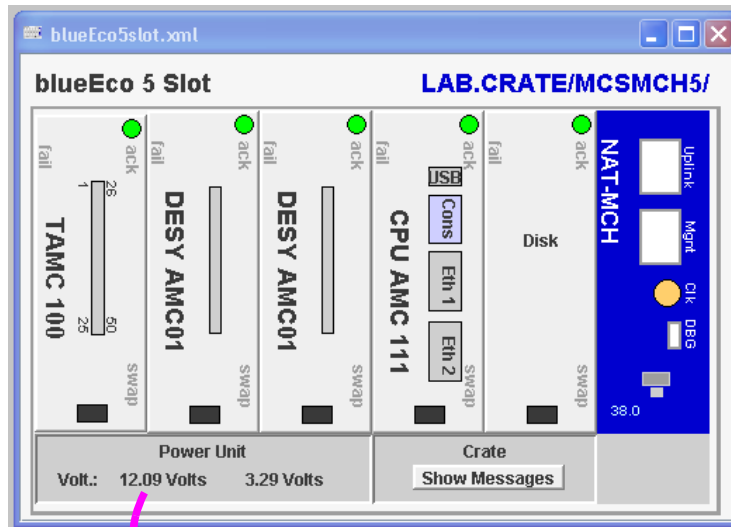 blueEco5slot.xml
blueEco 5 Slot
LAB.CRATE/MCSMCH5/
fail
ack
1
26
TAMC 100
25
50
swap
fail
ack
DESY AMC01
swap
fail
ack
DESY AMC01
swap
fail
ack
CPU AMC 111
USB
Cons
Eth 1
Eth 2
swap
fail
ack
Disk
swap
NAT-MCH
Uplink
Mgnt
Clk
DBG
38.0
Power Unit
Volt.: 12.09 Volts 3.29 Volts
Crate
Show Messages